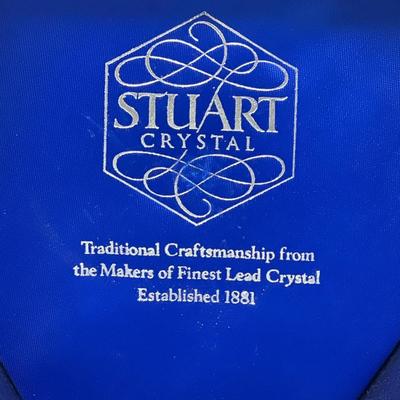 STUART
CRYSTAL
Traditional Craftsmanship from
the Makers of Finest Lead Crystal
Established 1881